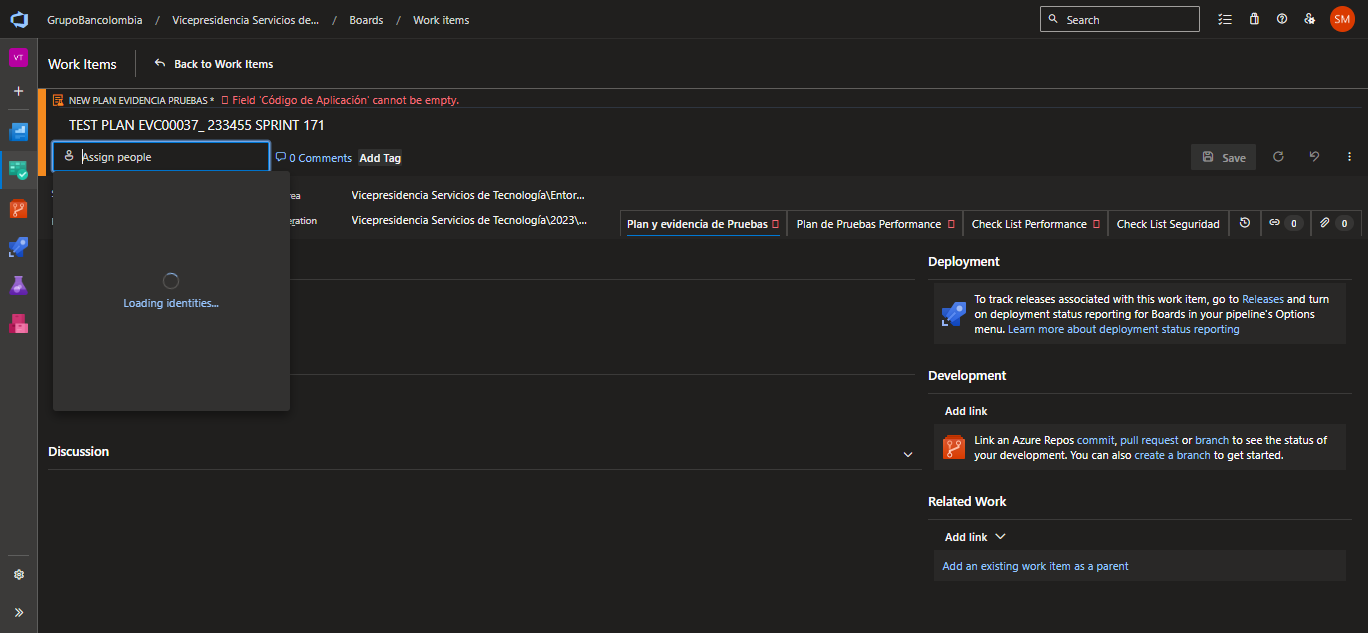 GrupoBancolombia / Vicepresidencia Servicios de... / Boards / Work items
Search
SM
VT
Work Items
Back to Work Items
NEW PLAN EVIDENCIA PRUEBAS * Field 'Código de Aplicación' cannot be empty.
TEST PLAN EVC00037_ 233455 SPRINT 171
Assign people
0 Comments
Add Tag
Save
Vicepresidencia Servicios de Tecnología\Entor...
Vicepresidencia Servicios de Tecnología\2023\...
Plan y evidencia de Pruebas
Plan de Pruebas Performance
Check List Performance
Check List Seguridad
0
0
Loading identities...
Discussion
Deployment
To track releases associated with this work item, go to Releases and turn
on deployment status reporting for Boards in your pipeline's Options
menu. Learn more about deployment status reporting
Development
Add link
Link an Azure Repos commit, pull request or branch to see the status of
your development. You can also create a branch to get started.
Related Work
Add link
Add an existing work item as a parent